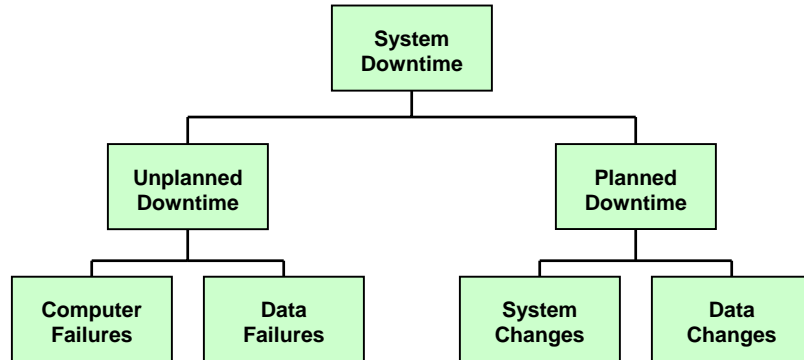 System
Downtime
Unplanned
Downtime
Planned
Downtime
Computer
Failures
Data
Failures
System
Changes
Data
Changes